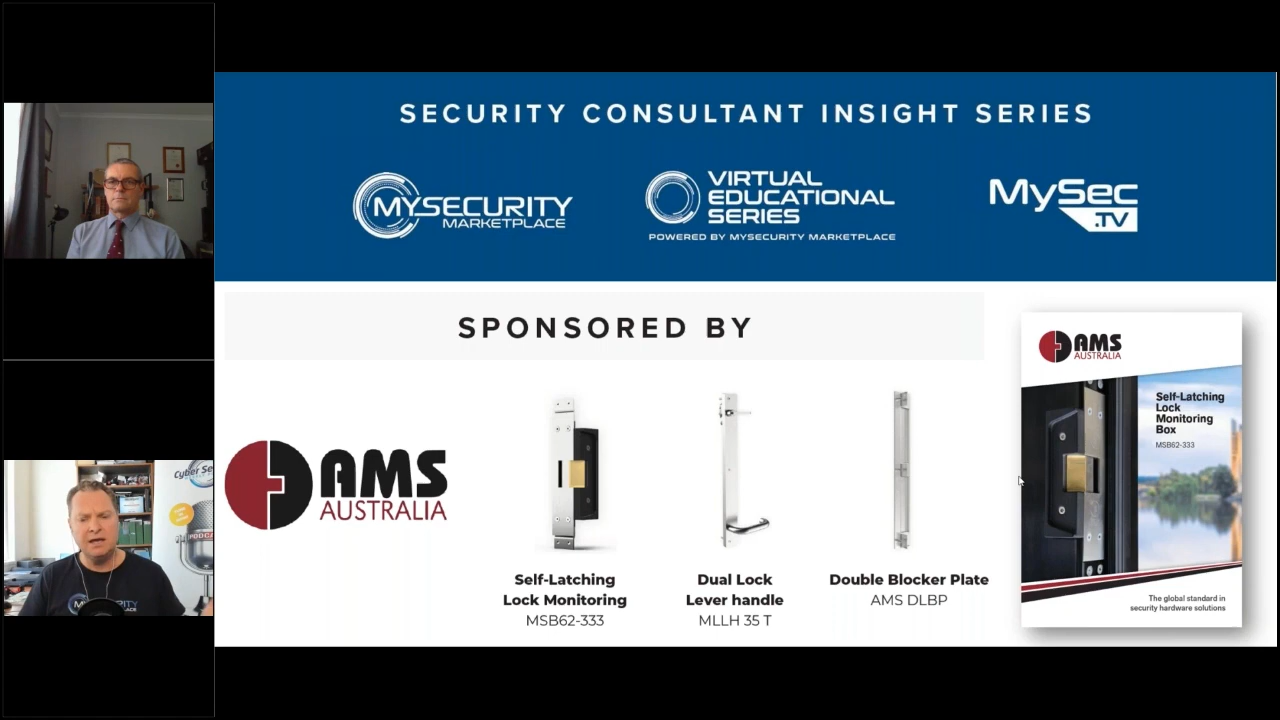 SECURITY CONSULTANT INSIGHT SERIES
MYSECURITY
MARKETPLACE
VIRTUAL
EDUCATIONAL
SERIES
POWERED BY MYSECURITY MARKETPLACE
MySec
.TV
SPONSORED BY
AMS
AUSTRALIA
Self-Latching
Lock Monitoring
MSB62-333
Dual Lock
Lever handle
MLLH 35 T
Double Blocker Plate
AMS DLBP
AMS
AUSTRALIA
Self-Latching
Lock
Monitoring
Box
MSB62-333
The global standard in
security hardware solutions
Cyber Se